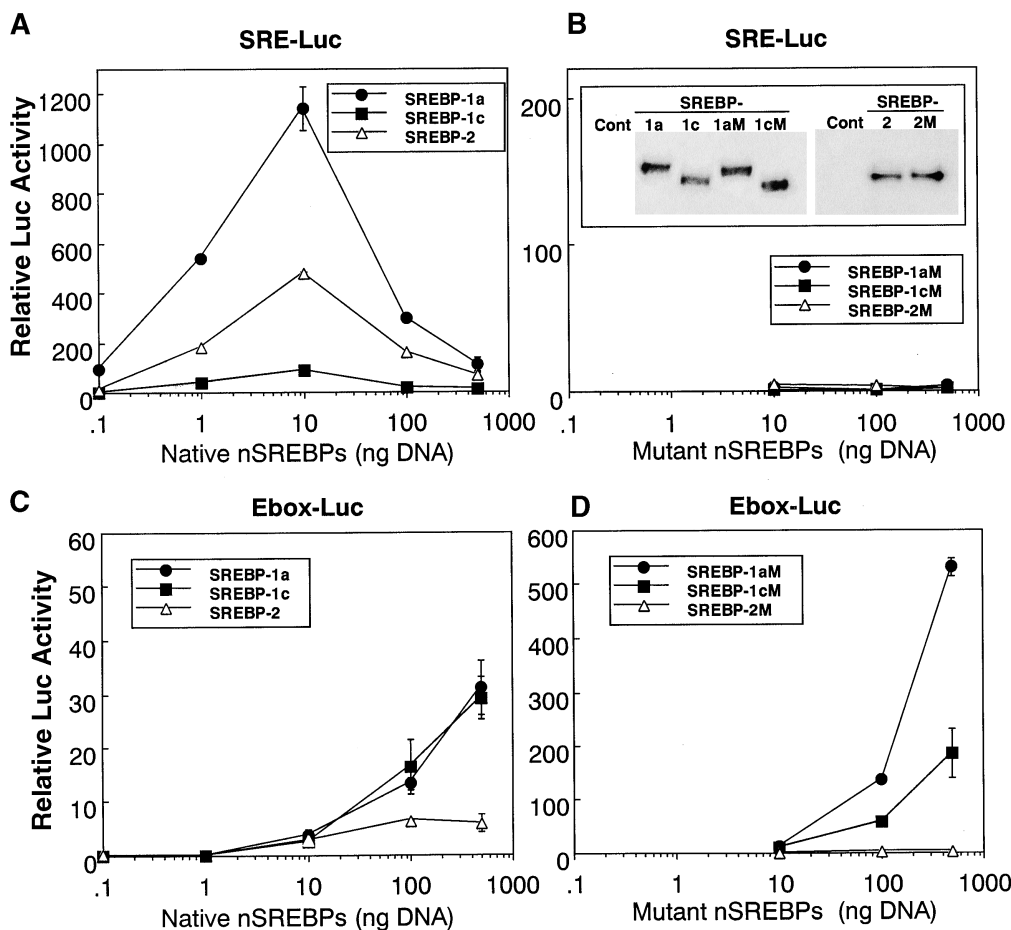 A
SRE-Luc
Relative Luc Activity
1200
1000
800
600
400
200
0
SREBP-1a
SREBP-1c
SREBP-2
.1 1 10 100 1000
Native nSREBPs (ng DNA)
B
SRE-Luc
200
100
0
SREBP-
Cont 1a 1c 1aM 1cM
SREBP-
Cont 2 2M
SREBP-1aM
SREBP-1cM
SREBP-2M
.1 1 10 100 1000
Mutant nSREBPs (ng DNA)
C
Ebox-Luc
Relative Luc Activity
60
50
40
30
20
10
0
SREBP-1a
SREBP-1c
SREBP-2
.1 1 10 100 1000
Native nSREBPs (ng DNA)
D
Ebox-Luc
600
500
400
300
200
100
0
SREBP-1aM
SREBP-1cM
SREBP-2M
.1 1 10 100 1000
Mutant nSREBPs (ng DNA)